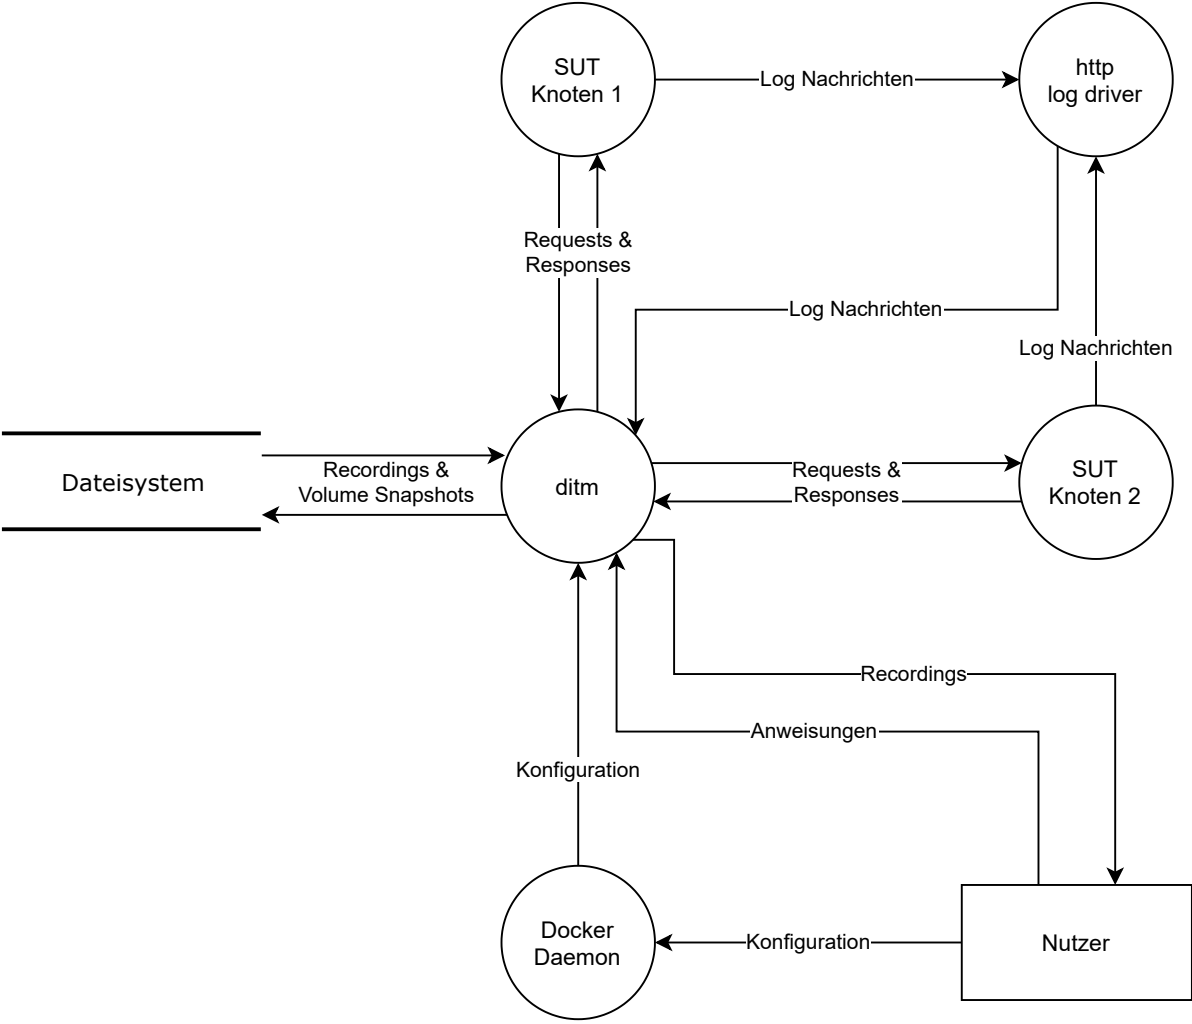 SUT
Knoten 1
Log Nachrichten
http
log driver
Requests &
Responses
Log Nachrichten
Log Nachrichten
Dateisystem
Recordings &
Volume Snapshots
ditm
Requests &
Responses
SUT
Knoten 2
Recordings
Anweisungen
Konfiguration
Docker
Daemon
Konfiguration
Nutzer